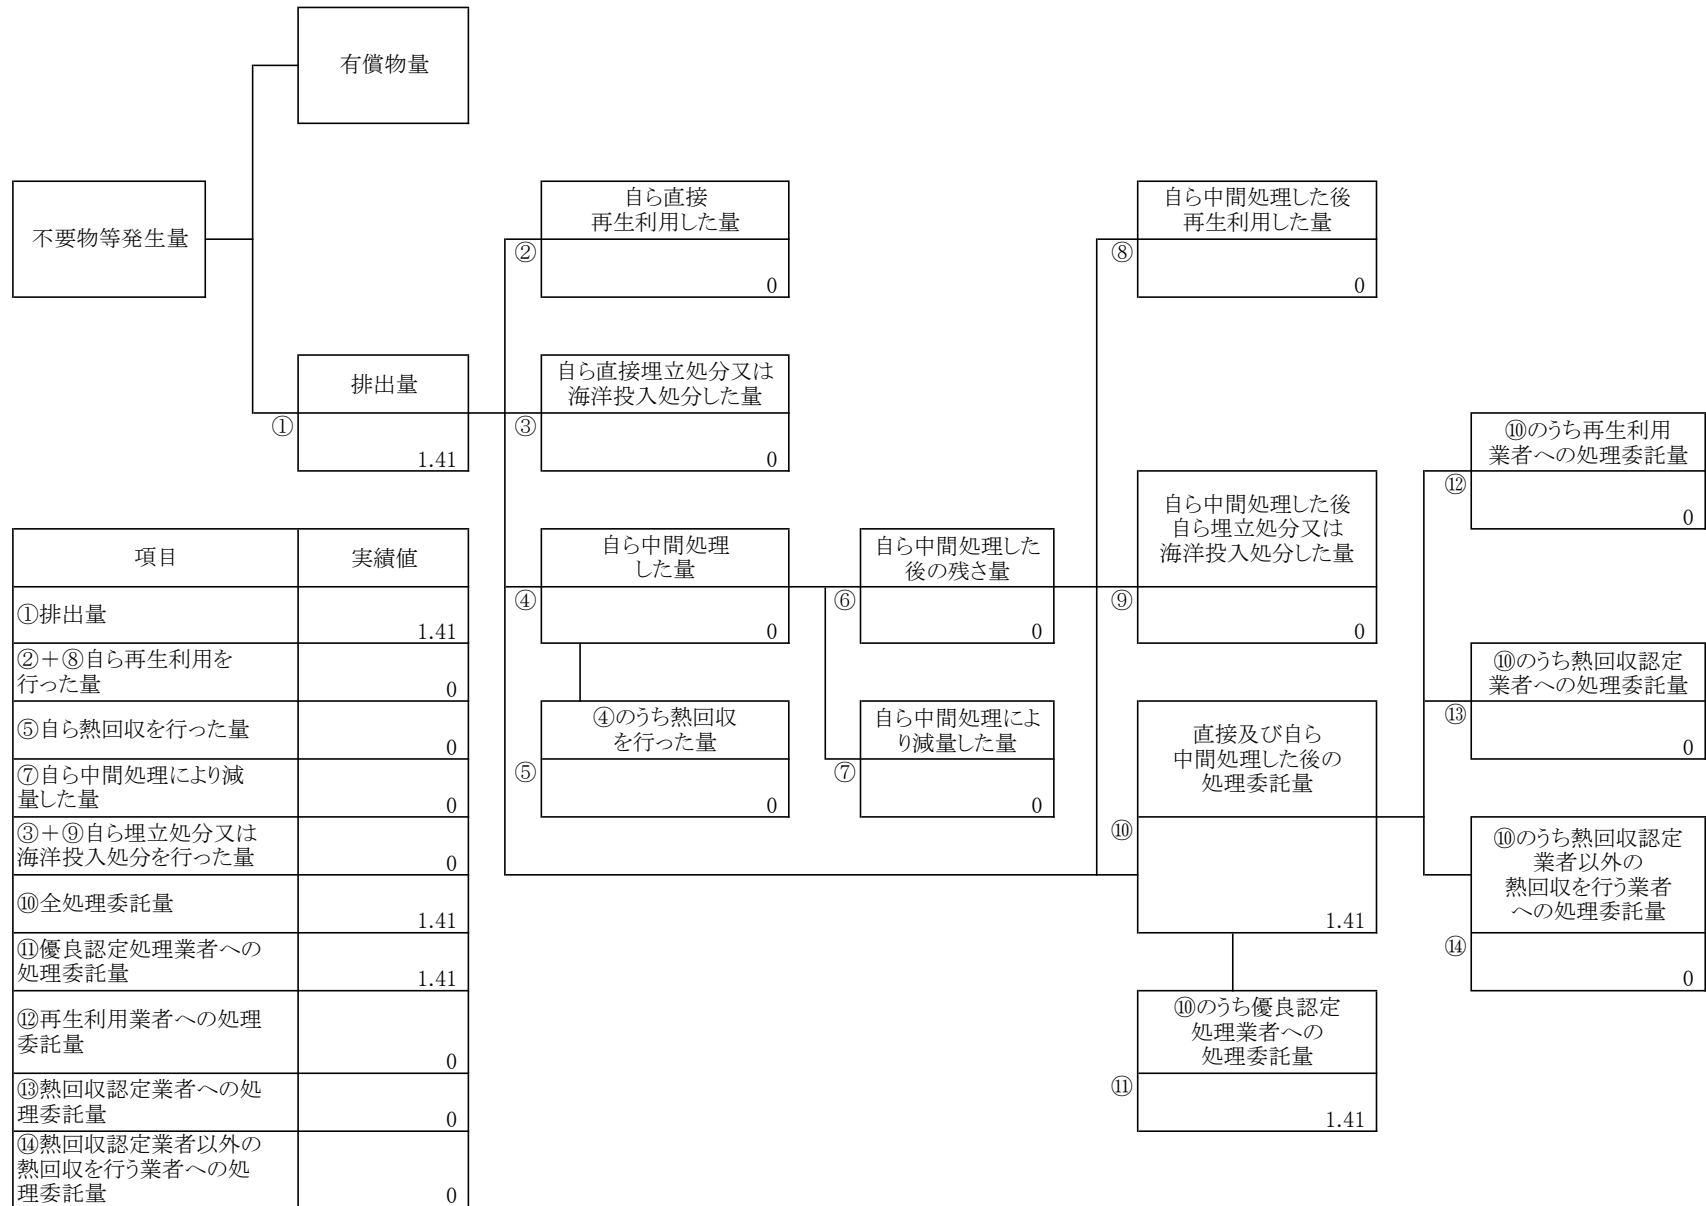 有償物量
不要物等発生量
排出量
①
1.41
自ら直接
再生利用した量
②
0
自ら直接埋立処分又は
海洋投入処分した量
③
0
自ら中間処理
した量
④
0
④のうち熱回収
を行った量
⑤
0
自ら中間処理した
後の残さ量
⑥
0
自ら中間処理によ
り減量した量
⑦
0
自ら中間処理した後
再生利用した量
⑧
0
自ら中間処理した後
自ら埋立処分又は
海洋投入処分した量
⑨
0
直接及び自ら
中間処理した後の
処理委託量
⑩
1.41
⑩のうち優良認定
処理業者への
処理委託量
⑪
1.41
⑩のうち再生利用
業者への処理委託量
⑫
0
⑩のうち熱回収認定
業者への処理委託量
⑬
0
⑩のうち熱回収認定
業者以外の
熱回収を行う業者
への処理委託量
⑭
0
項目 実績値
①排出量
1.41
②＋⑧自ら再生利用を
行った量
0
⑤自ら熱回収を行った量
0
⑦自ら中間処理により減
量した量
0
③＋⑨自ら埋立処分又は
海洋投入処分を行った量
0
⑩全処理委託量
1.41
⑪優良認定処理業者への
処理委託量
1.41
⑫再生利用業者への処理
委託量
0
⑬熱回収認定業者への処
理委託量
0
⑭熱回収認定業者以外の
熱回収を行う業者への処
理委託量
0